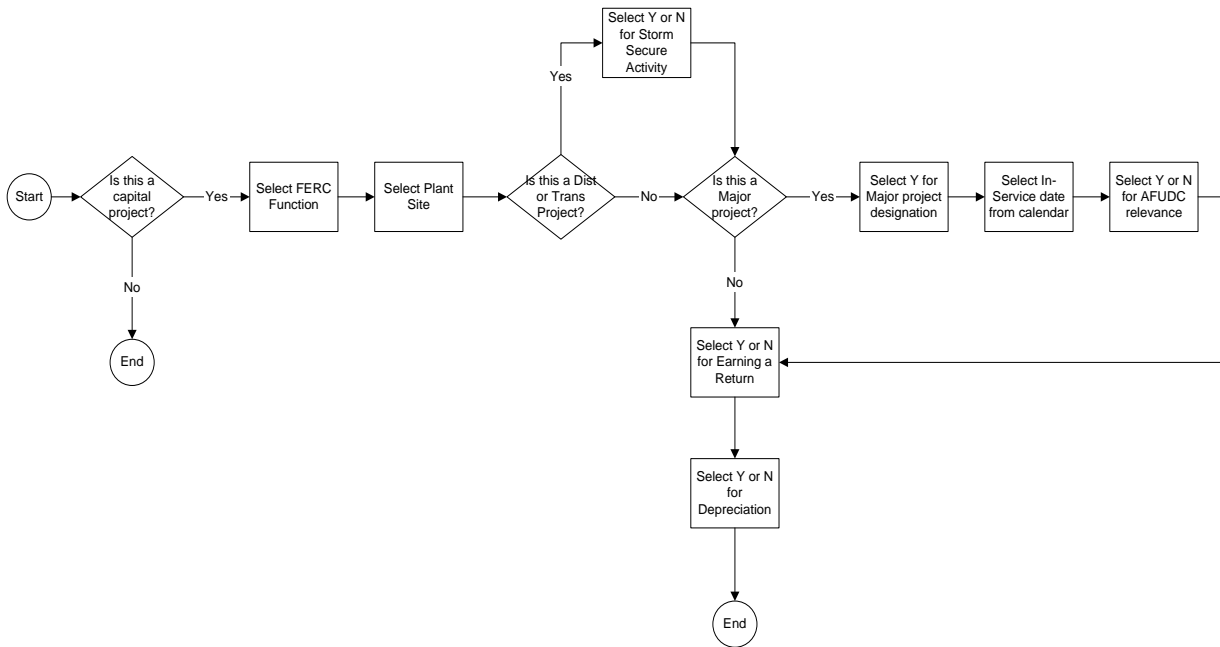 Select Y or N
for Storm
Secure
Activity
Yes
Start
Is this a
capital
project?
Yes
Select FERC
Function
Select Plant
Site
Is this a Dist
or Trans
Project?
No
Is this a
Major
project?
Yes
Select Y for
Major project
designation
Select In-
Service date
from calendar
Select Y or N
for AFUDC
relevance
No
No
End
Select Y or N
for Earning a
Return
Select Y or N
for
Depreciation
End